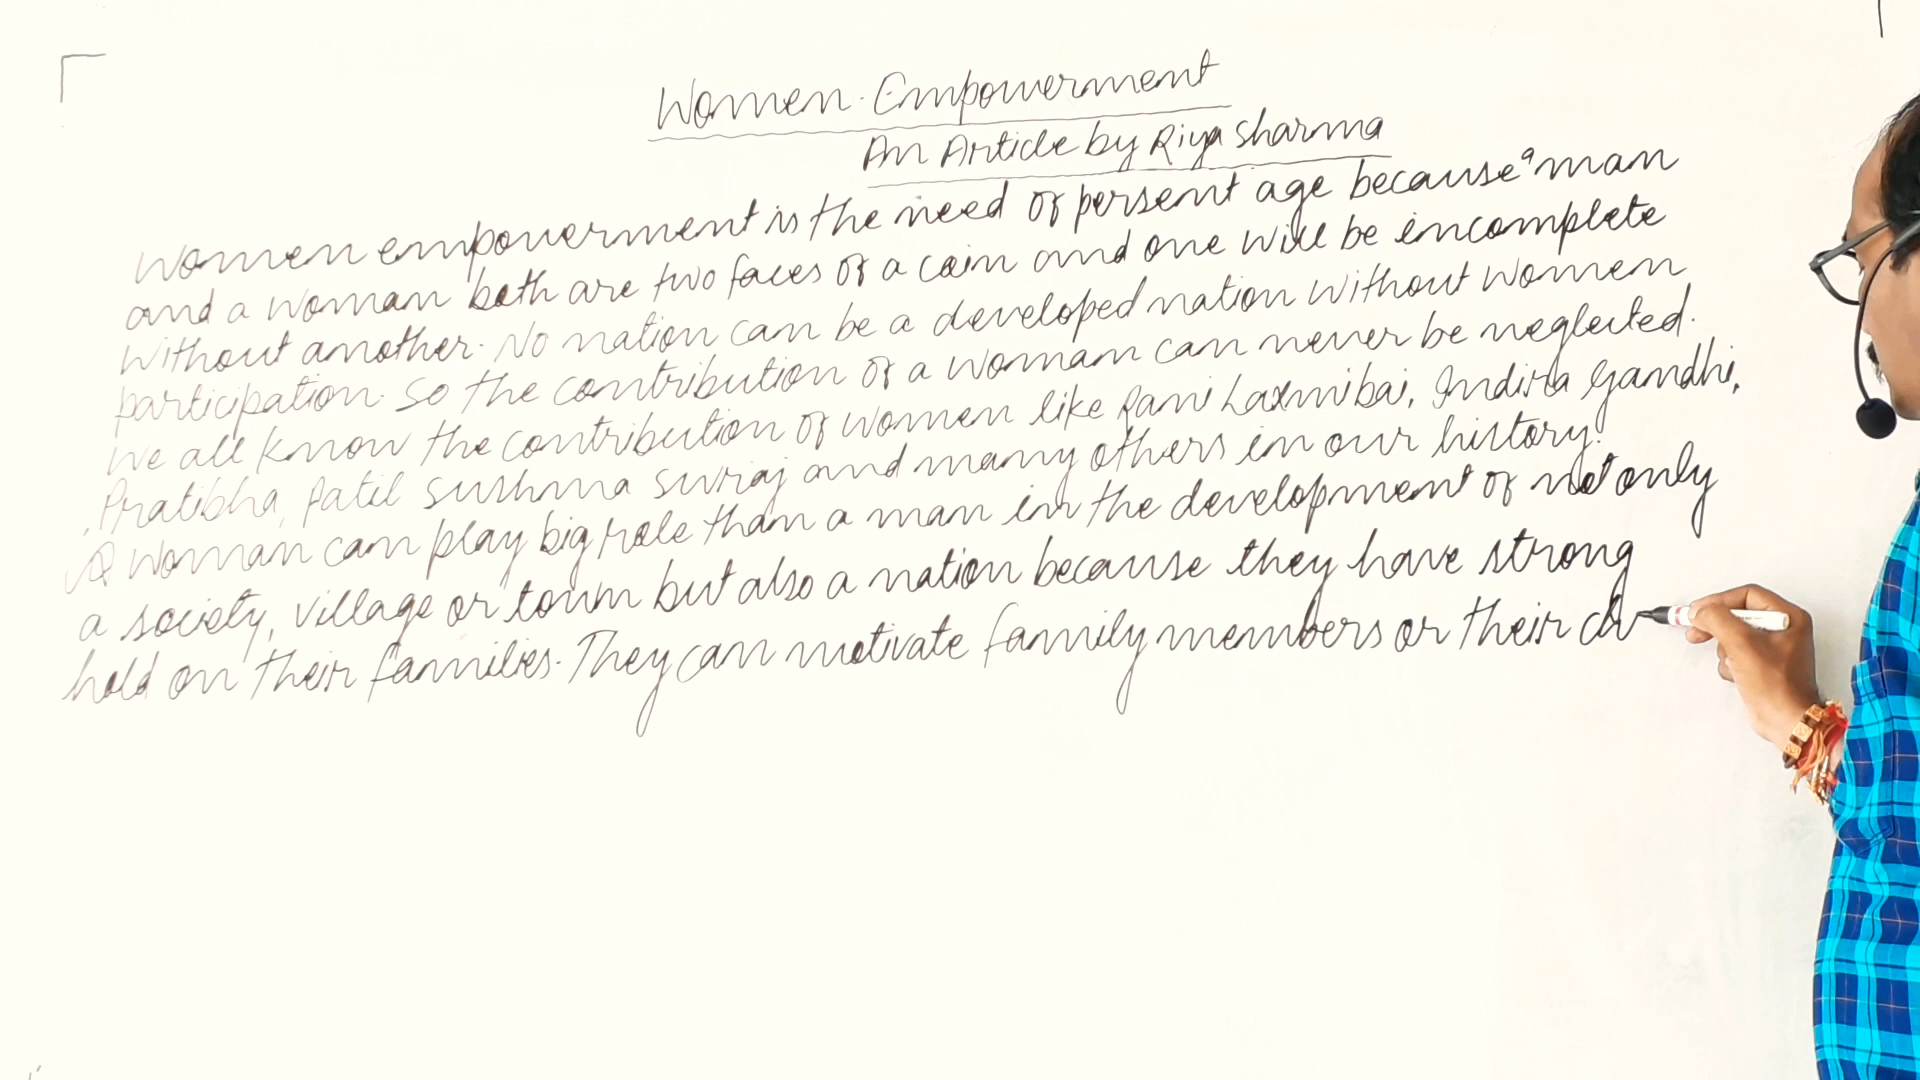 Women Empowerment
An Article by Riya Sharma
Women empowerment is the need of persent age because a man
and a woman both are two faces of a coin and one will be incomplete
without another. No nation can be a developed nation without women
participation. So the contribution of a woman can never be neglected.
We all know the contribution of women like Rani Laxmibai, Indira Gandhi,
Pratibha, Patil Sushma Swraj and many others in our history.
A woman can play big role than a man in the development of not only
a society, village or town but also a nation because they have strong
hold on their families. They can motivate family members or their